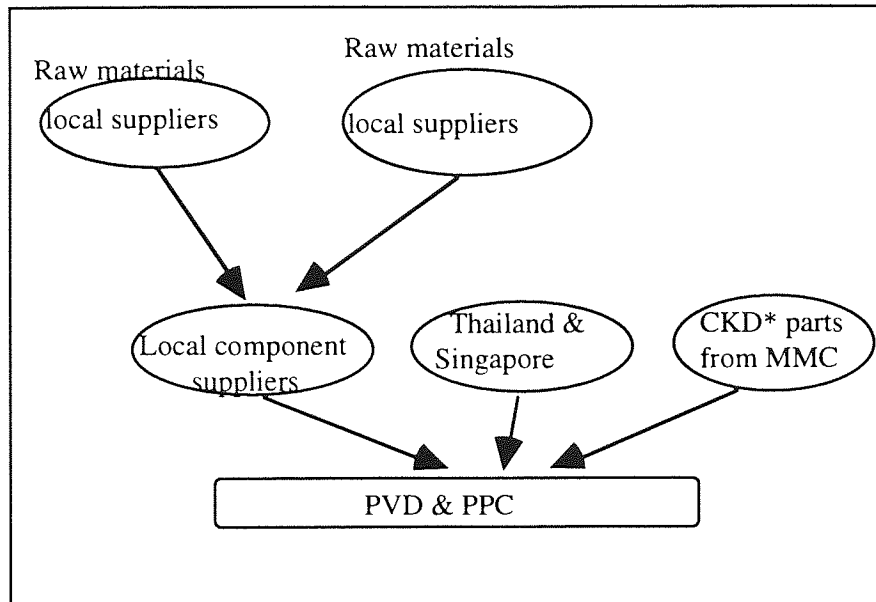 Raw materials
local suppliers
Raw materials
local suppliers
Local component
suppliers
Thailand &
Singapore
CKD* parts
from MMC
PVD & PPC